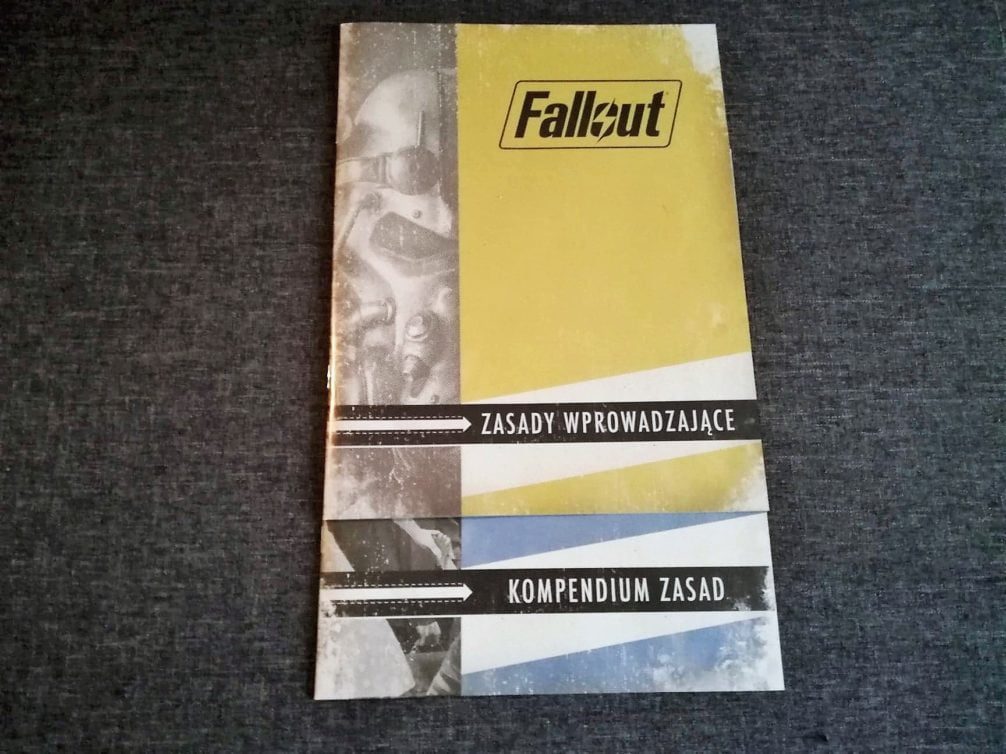 Fallout
ZASADY WPROWADZAJĄCE
KOMPENDIUM ZASAD